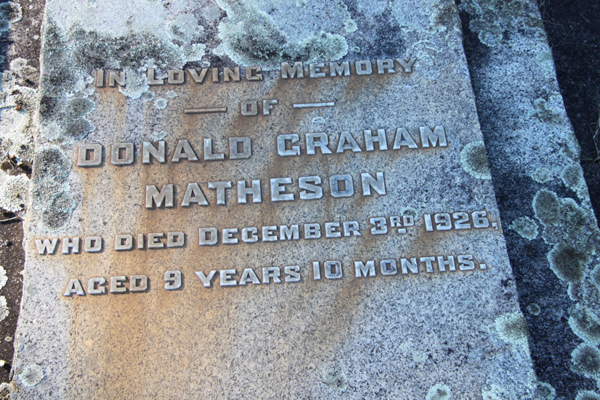 IN LOVING MEMORY
— OF —
DONALD GRAHAM
MATHESON
WHO DIED DECEMBER 3RD 1926.
AGED 9 YEARS 10 MONTHS.